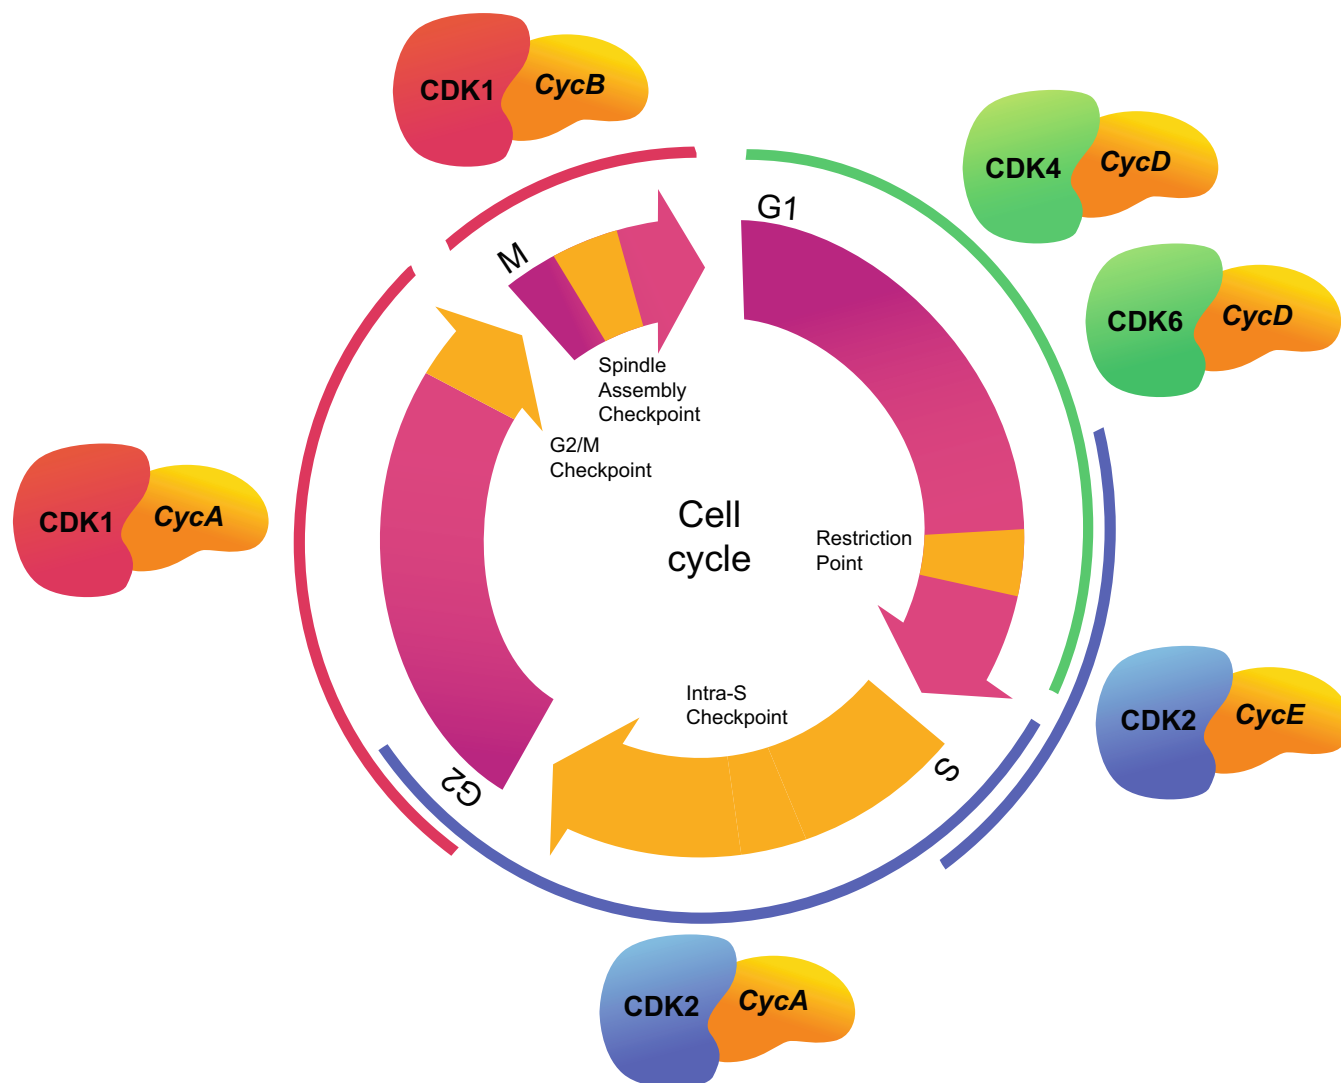 CDK1 CycB
CDK4 CycD
G1
M
CDK6 CycD
Spindle
Assembly
Checkpoint
G2/M
Checkpoint
Cell
cycle
CDK1 CycA
Restriction
Point
Intra-S
Checkpoint
CDK2 CycE
S
G2
CDK2 CycA